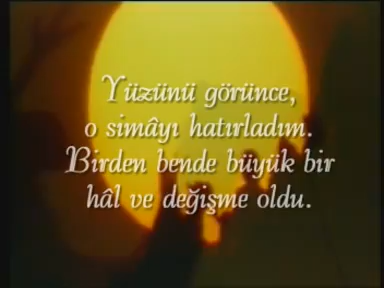 Yüzünü görünce,
o simâyı hatırladım.
Birden bende büyük bir
hâl ve değişme oldu.